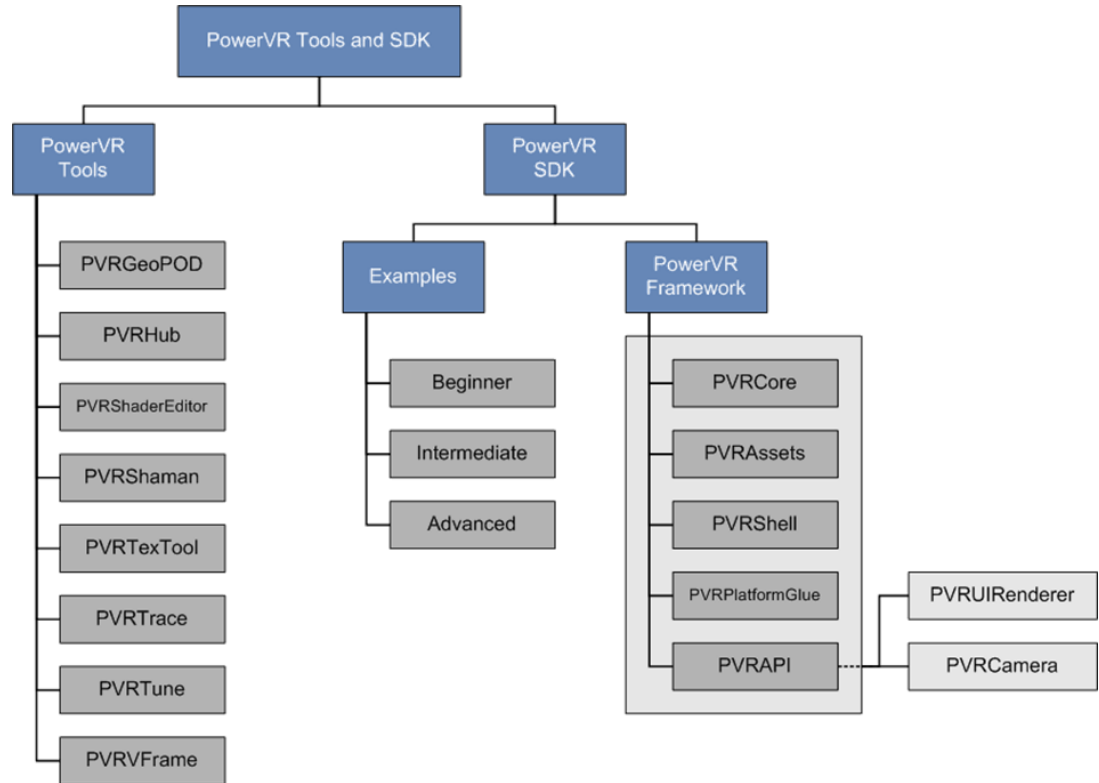 PowerVR Tools and SDK
PowerVR
Tools
PowerVR
SDK
PVRGeoPOD
PVRHub
PVRShaderEditor
PVRShaman
PVRTexTool
PVRTrace
PVRTune
PVRVFrame
Examples
Beginner
Intermediate
Advanced
PowerVR
Framework
PVRCore
PVRAssets
PVRShell
PVRPlatformGlue
PVRAPI
PVRUIRenderer
PVRCamera